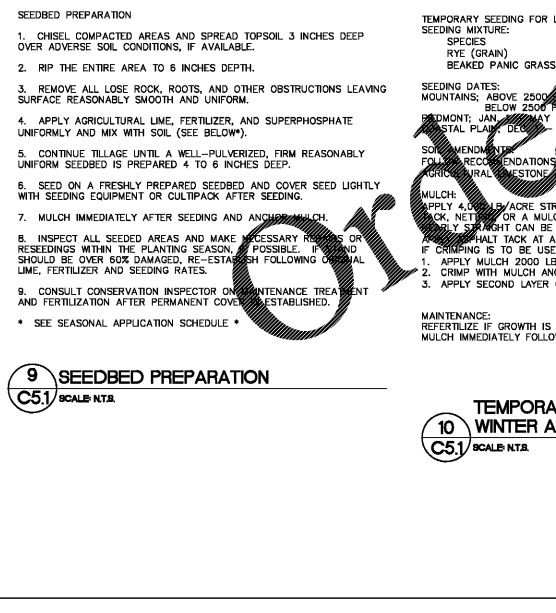 SEEDBED PREPARATION
1. CHISEL COMPACTED AREAS AND SPREAD TOPSOIL 3 INCHES DEEP
OVER ADVERSE SOIL CONDITIONS, IF AVAILABLE.
2. RIP THE ENTIRE AREA TO 6 INCHES DEPTH.
3. REMOVE ALL LOSE ROCK, ROOTS, AND OTHER OBSTRUCTIONS LEAVING
SURFACE REASONABLY SMOOTH AND UNIFORM.
4. APPLY AGRICULTURAL LIME, FERTILIZER, AND SUPERPHOSPHATE
UNIFORMLY AND MIX WITH SOIL (SEE BELOW*).
5. CONTINUE TILLAGE UNTIL A WELL-PULVERIZED, FIRM REASONABLY
UNIFORM SEEDBED IS PREPARED 4 TO 6 INCHES DEEP.
6. SEED ON A FRESHLY PREPARED SEEDBED AND COVER SEED LIGHTLY
WITH SEEDING EQUIPMENT OR CULTIPACK AFTER SEEDING.
7. MULCH IMMEDIATELY AFTER SEEDING AND ANCHOR MULCH.
8. INSPECT ALL SEEDED AREAS AND MAKE NECESSARY REPAIRS OR
RESEEDINGS WITHIN THE PLANTING SEASON, IF POSSIBLE. IF STAND
SHOULD BE OVER 60% DAMAGED, RE-ESTABLISH FOLLOWING ORIGINAL
LIME, FERTILIZER AND SEEDING RATES.
9. CONSULT CONSERVATION INSPECTOR ON MAINTENANCE TREATMENT
AND FERTILIZATION AFTER PERMANENT COVER IS ESTABLISHED.
* SEE SEASONAL APPLICATION SCHEDULE *
9
C5.1
SEEDBED PREPARATION
SCALE: N.T.S.
TEMPORARY SEEDING FOR L
SEEDING MIXTURE:
SPECIES
RYE (GRAIN)
BEAKED PANIC GRASS
SEEDING DATES:
MOUNTAINS; ABOVE 2500
BELOW 2500
PIEDMONT; JAN. MAY
COASTAL PLAIN; DEC.
SOIL AMENDMENTS:
FOLLOW RECOMMENDATIONS
AGRICULTURAL LIMESTONE
MULCH:
APPLY 4,000 LB/ACRE STR
TACK, NETTING, OR A MULC
NEARLY STRAIGHT CAN BE
APPLY ASPHALT TACK AT A
IF CRIMPING IS TO BE USE
1. APPLY MULCH 2000 LB
2. CRIMP WITH MULCH ANC
3. APPLY SECOND LAYER
MAINTENANCE:
REFERTILIZE IF GROWTH IS
MULCH IMMEDIATELY FOLLO
10
C5.1
TEMPORA
WINTER A
SCALE: N.T.S.
Orde